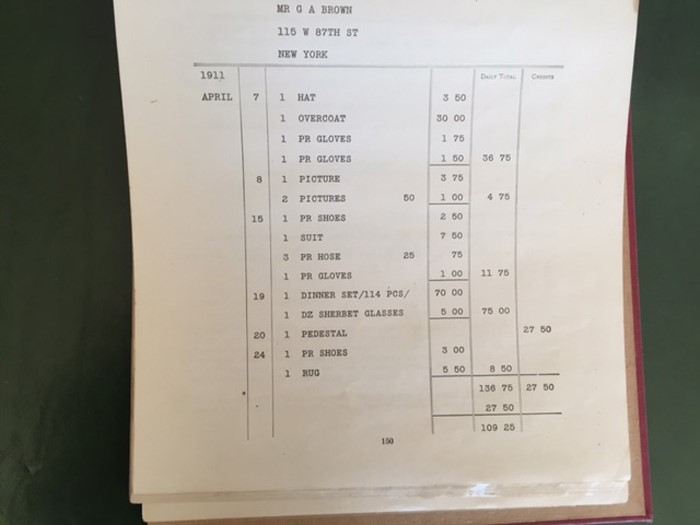 MR G A BROWN
115 W 87TH ST
NEW YORK
1911 DAILY TOTAL CREDITS
APRIL 7 1 HAT 3 50
1 OVERCOAT 30 00
1 PR GLOVES 1 75
1 PR GLOVES 1 50 36 75
8 1 PICTURE 3 75
2 PICTURES 50 1 00 4 75
15 1 PR SHOES 2 50
1 SUIT 7 50
3 PR HOSE 25 75
1 PR GLOVES 1 00 11 75
19 1 DINNER SET/114 PCS/ 70 00
1 DZ SHERBET GLASSES 5 00 75 00
20 1 PEDESTAL 27 50
24 1 PR SHOES 3 00
1 RUG 5 50 8 50
136 75 27 50
27 50
109 25
150